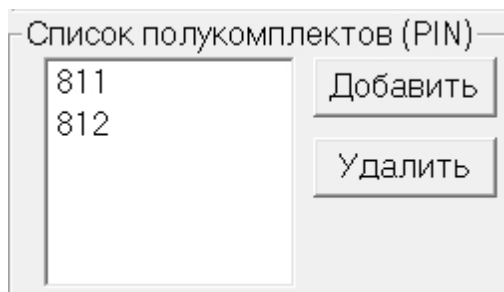 Список полукомплектов (PIN)
811
812
Добавить
Удалить